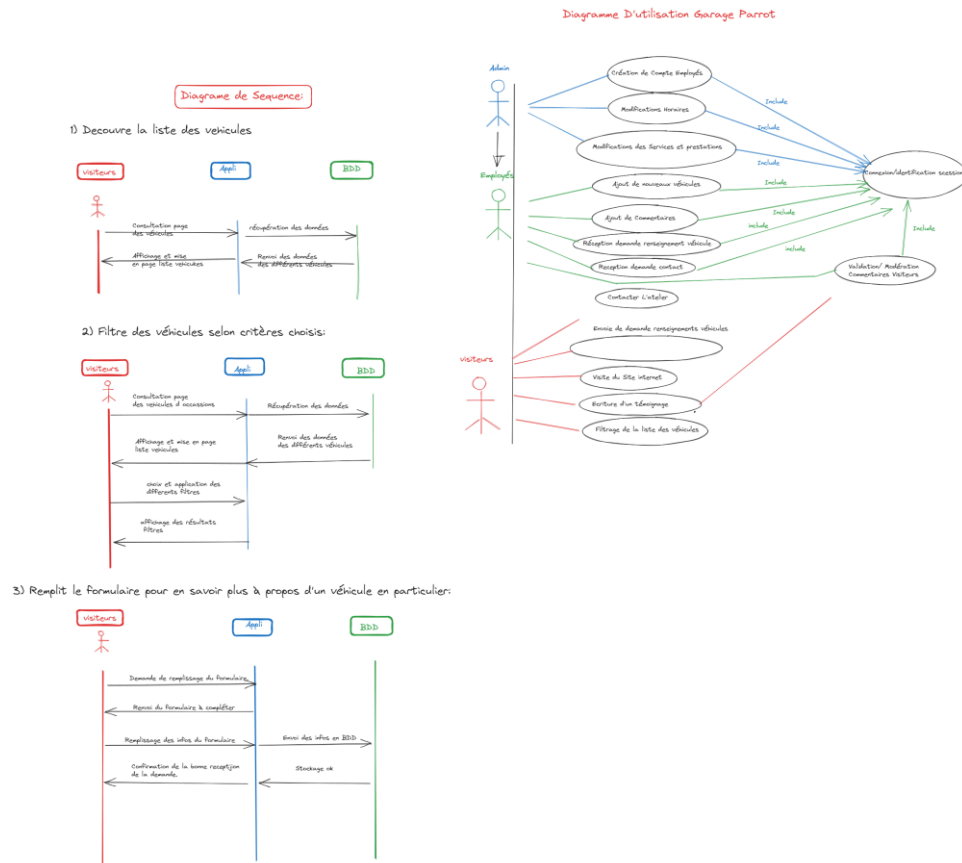 Diagramme D'utilisation Garage Parrot
Diagrame de Sequence:
1) Decouvre la liste des vehicules
visiteurs
Appli
BDD
Consultation page
des véhicules
récupération des données
Affichage et mise
en page liste vehicules
Renvoi des données
des différents véhicules
2) Filtre des véhicules selon critères choisis:
visiteurs
Appli
BDD
Consultation page
des vehicules d occassions
Récupération des données
Affichage et mise en page
liste vehicules
Renvoi des données
des différents véhicules
choix et application des
differents filtres
affichage des résultats
filtres
3) Remplit le formulaire pour en savoir plus à propos d'un véhicule en particulier:
visiteurs
Appli
BDD
Demande de remplissage du formulaire
Renvoi du formulaire à compléter
Remplissage des infos du formulaire
Envoi des infos en BDD
Confirmation de la bonne reception
de la demande.
Stockage ok
Admin
Création de Compte Employés
Modifications Horaires
Modifications des Services et prestations
Include
Include
Include
Connexion/identification scession
Employés
Ajout de nouveaux véhicules
Include
Ajout de Commentaires
Include
Réception demande renseignement véhicule
include
Reception demande contact
include
Include
Validation/ Modération
Commentaires Visiteurs
Contacter L'atelier
Envoie de demande renseignements véhicules
visiteurs
Visite du Site internet
Ecriture d'un témoignage
Filtrage de la liste des véhicules